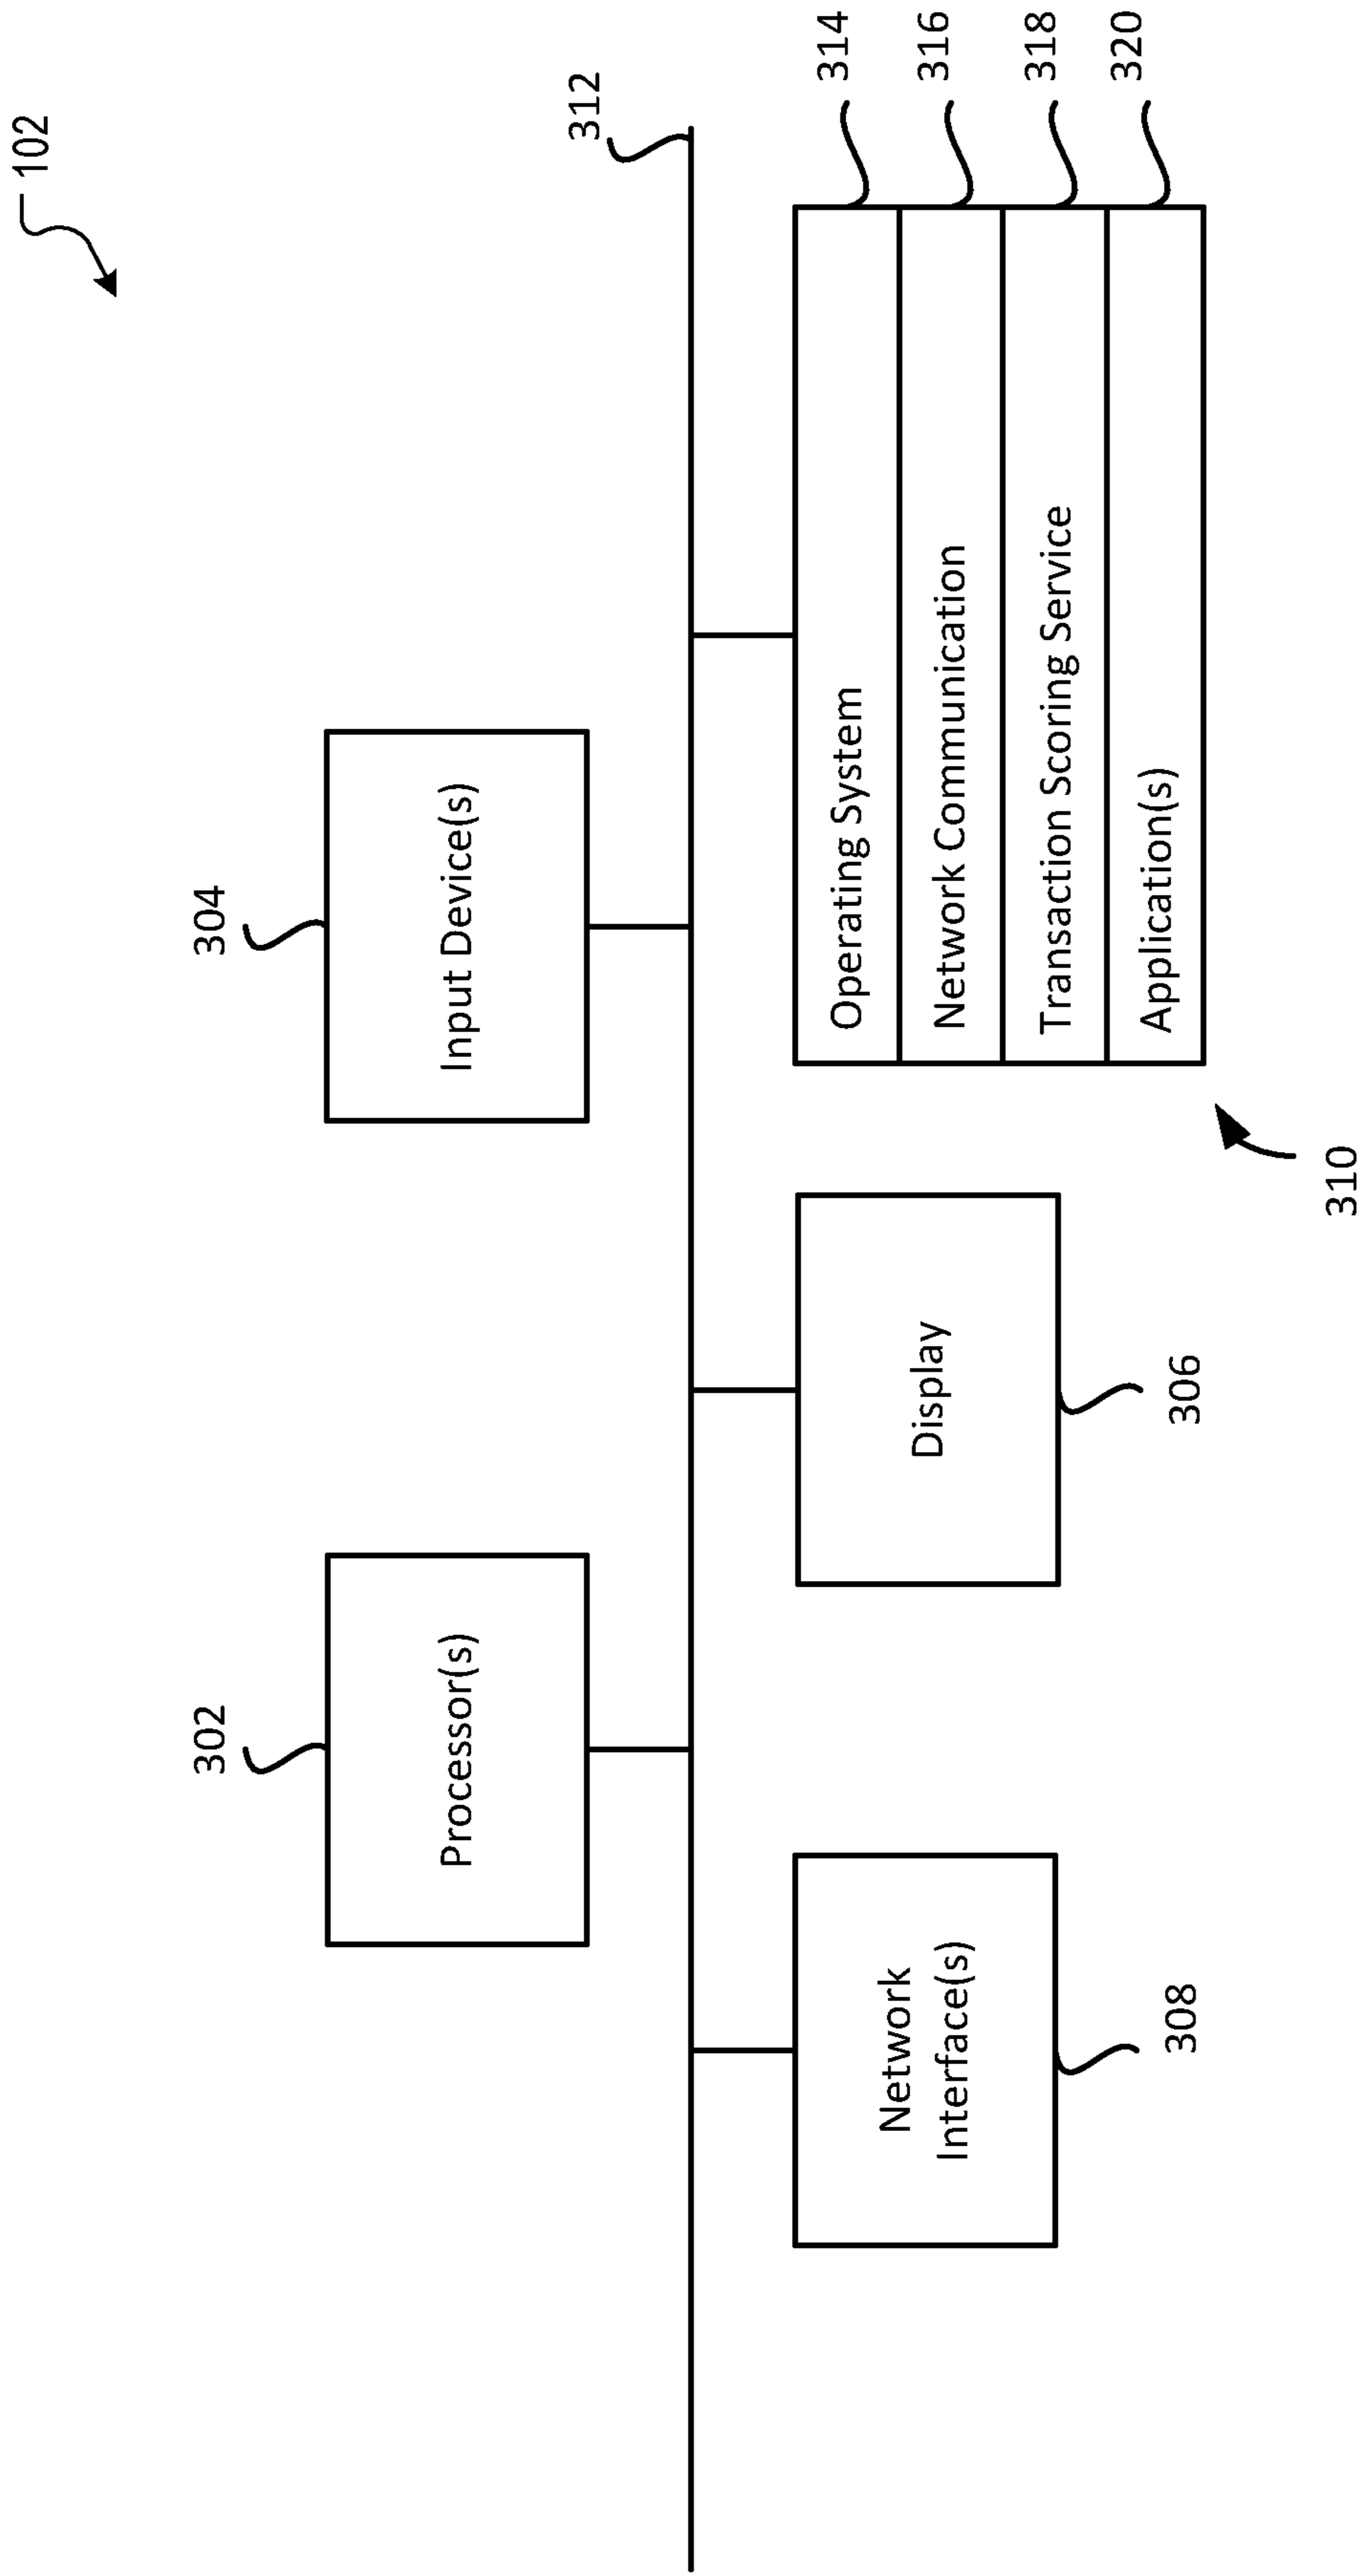 102
302
304
Processor(s)
Input Device(s)
312
Network
Interface(s)
308
Display
306
Operating System
314
Network Communication
316
Transaction Scoring Service
318
Application(s)
320
310